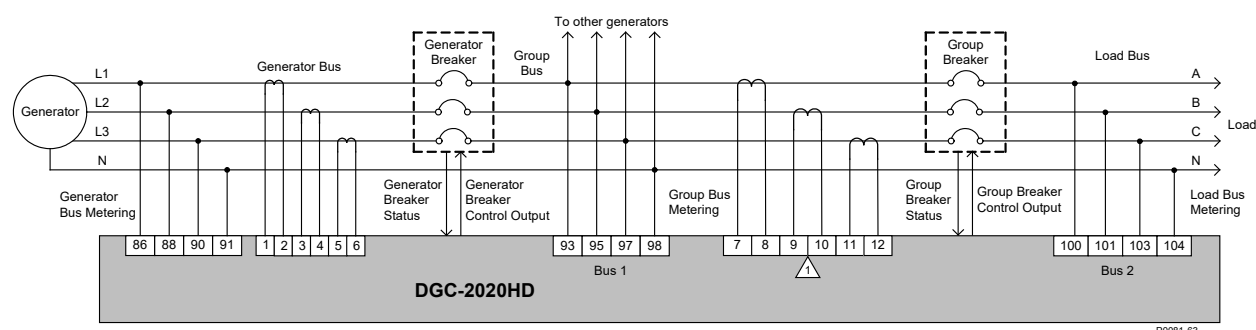 To other generators
Generator
Breaker
Group
Breaker
Generator Bus
Group
Bus
Load Bus
L1
A
L2
B
Generator
Load
L3
C
N
N
Generator
Bus Metering
Generator
Breaker
Status
Generator
Breaker
Control Output
Group Bus
Metering
Group
Breaker
Status
Group Breaker
Control Output
Load Bus
Metering
86 88 90 91 1 2 3 4 5 6 93 95 97 98 7 8 9 10 11 12 100 101 103 104
Bus 1
1
Bus 2
DGC-2020HD
P0081-63